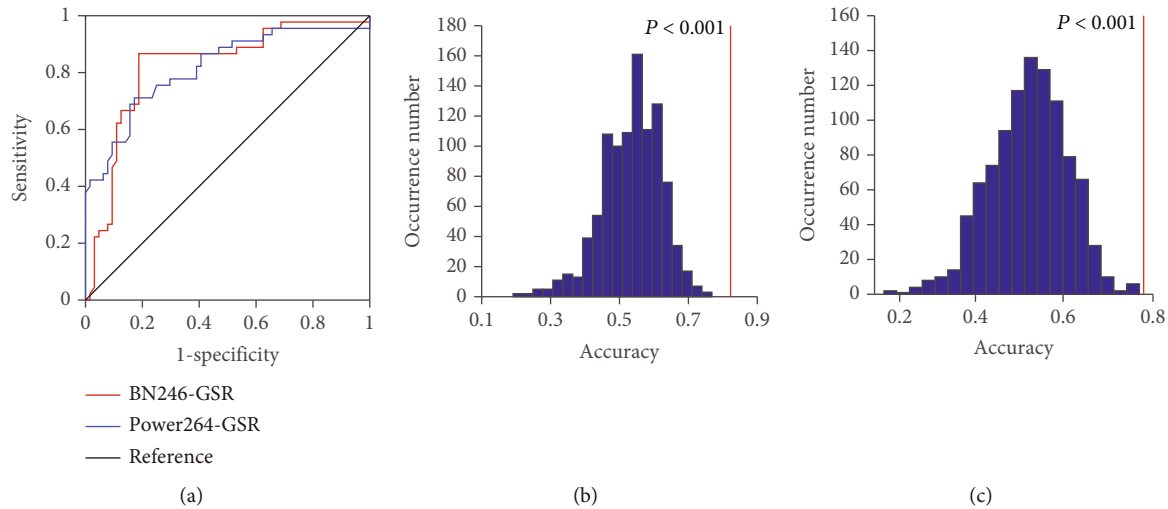 1
0.8
0.6
0.4
0.2
0
Sensitivity
0
0.2
0.4
0.6
0.8
1
1-specificity
BN246-GSR
Power264-GSR
Reference
(a)
P < 0.001
180
160
140
120
100
80
60
40
20
0
Occurrence number
0.1
0.3
0.5
0.7
0.9
Accuracy
(b)
P < 0.001
160
140
120
100
80
60
40
20
0
Occurrence number
0.2
0.4
0.6
0.8
Accuracy
(c)